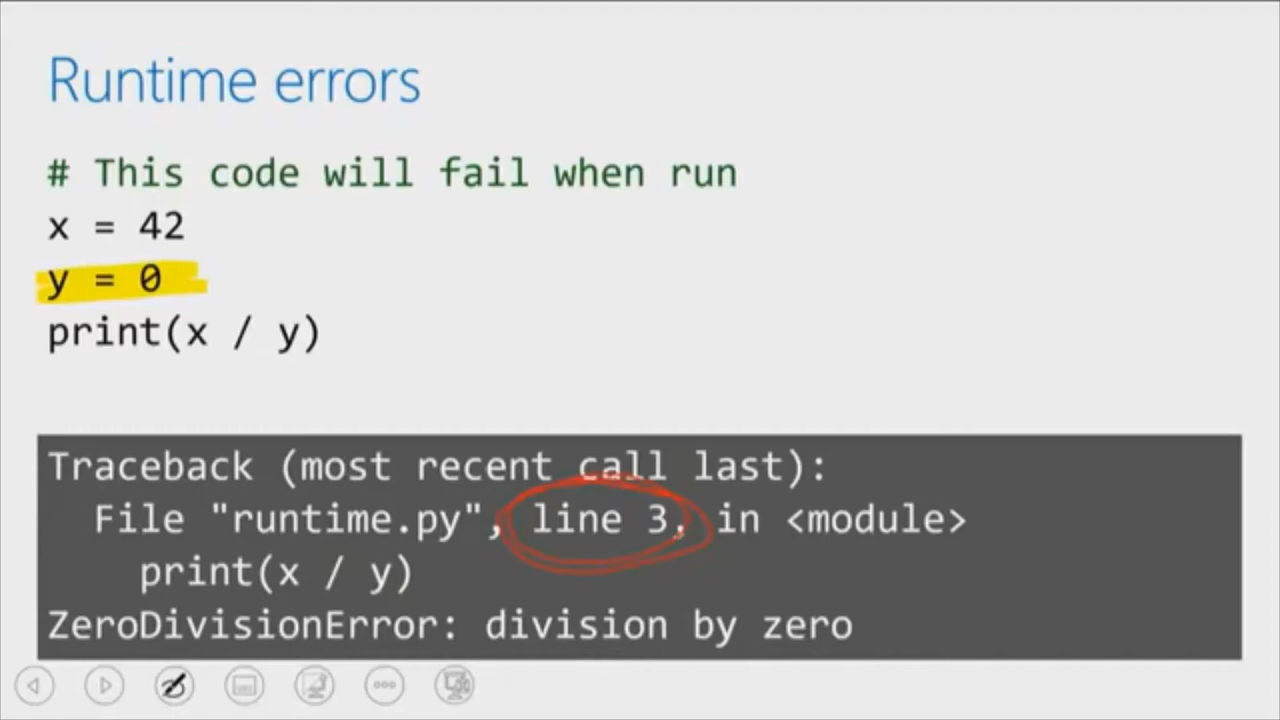 Runtime errors
# This code will fail when run
x = 42
y = 0
print(x / y)
Traceback (most recent call last):
  File "runtime.py", line 3, in <module>
    print(x / y)
ZeroDivisionError: division by zero